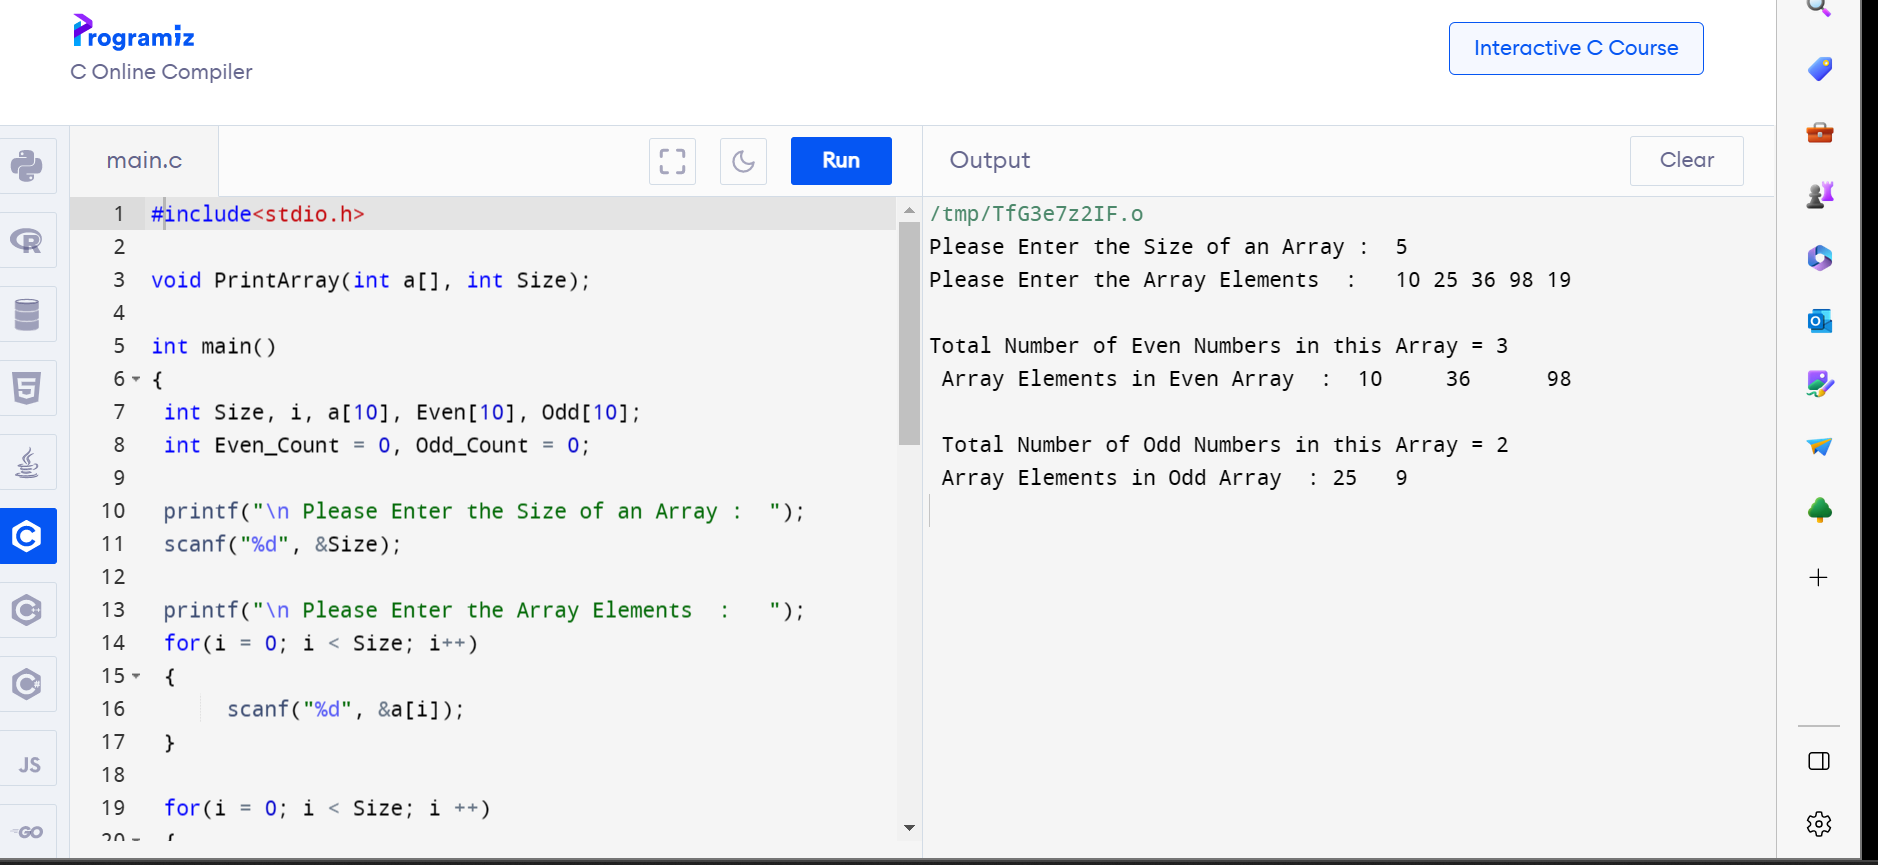 Programiz
C Online Compiler
Interactive C Course
main.c
Run
Output
Clear
1 #include<stdio.h>
2
3 void PrintArray(int a[], int Size);
4
5 int main()
6 {
7 int Size, i, a[10], Even[10], Odd[10];
8 int Even_Count = 0, Odd_Count = 0;
9
10 printf("\n Please Enter the Size of an Array :  ");
11 scanf("%d", &Size);
12
13 printf("\n Please Enter the Array Elements  :   ");
14 for(i = 0; i < Size; i++)
15 {
16 scanf("%d", &a[i]);
17 }
18
19 for(i = 0; i < Size; i ++)
20 {
/tmp/TfG3e7z2IF.o
Please Enter the Size of an Array :  5
Please Enter the Array Elements  :   10 25 36 98 19
Total Number of Even Numbers in this Array = 3
Array Elements in Even Array  :  10     36      98
Total Number of Odd Numbers in this Array = 2
Array Elements in Odd Array  : 25   9
JS
GO